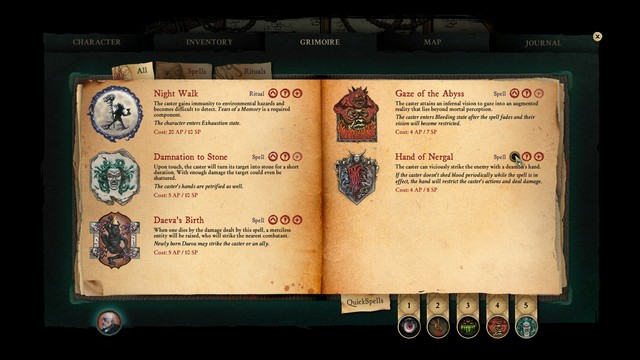 CHARACTER INVENTORY GRIMOIRE MAP JOURNAL
All Spells Rituals
Night Walk Ritual
The caster gains immunity to environmental hazards and
becomes difficult to detect. Tears of a Memory is a required
component.
The character enters Exhaustion state.
Cost: 20 AP / 10 SP
Damnation to Stone Spell
Upon touch, the caster will turn its target into stone for a short
duration. With enough damage the target could even be
shattered.
The caster's hands are petrified as well.
Cost: 5 AP / 10 SP
Daeva's Birth Spell
When one dies by the damage dealt by this spell, a merciless
entity will be raised, who will strike the nearest combatant.
Newly born Daeva may strike the caster or an ally.
Cost: 5 AP / 10 SP
Gaze of the Abyss Spell
The caster attains an infernal vision to gaze into an augmented
reality that lies beyond mortal perception.
The caster enters Bleeding state after the spell fades and their
vision will become restricted.
Cost: 4 AP / 7 SP
Hand of Nergal Spell
The caster can viciously strike the enemy with a deamon's hand.
If the caster doesn't shed blood periodically while the spell is in
effect, the hand will restrict the caster's actions and deal damage.
Cost: 4 AP / 8 SP
QuickSpells
1 2 3 4 5